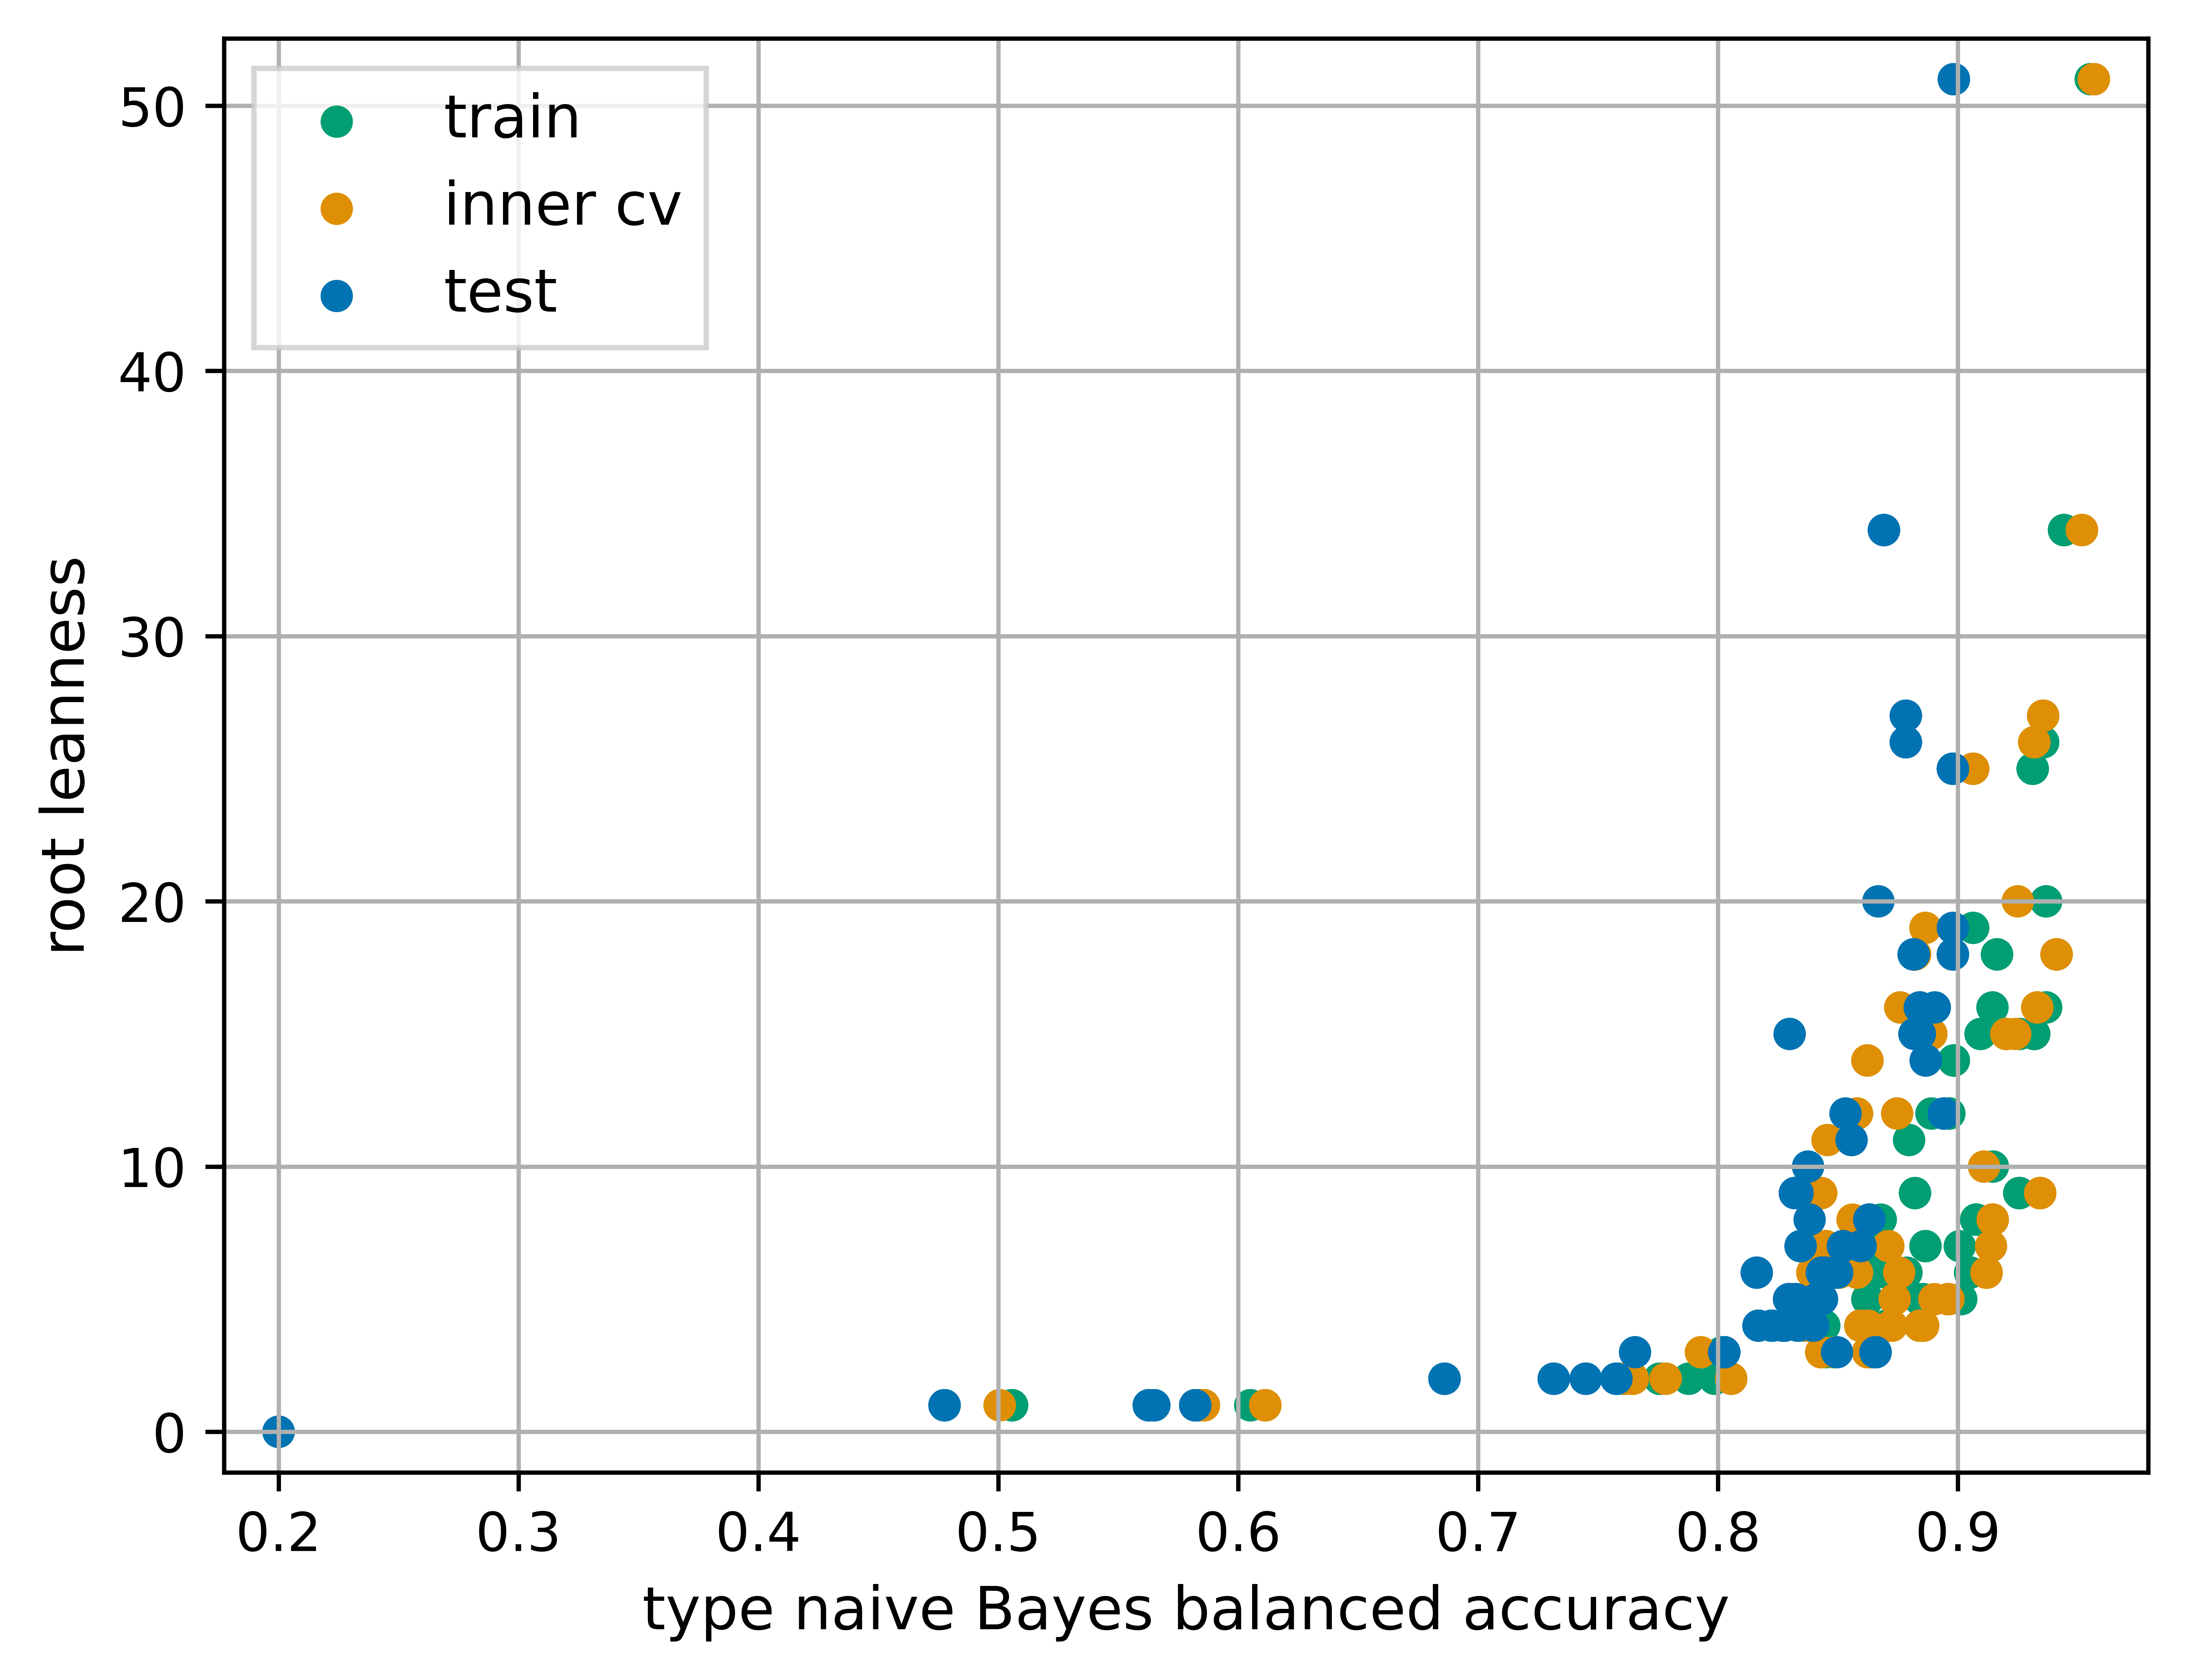 train
inner cv
test
50
40
30
20
10
0
root leanness
0.2 0.3 0.4 0.5 0.6 0.7 0.8 0.9
type naive Bayes balanced accuracy